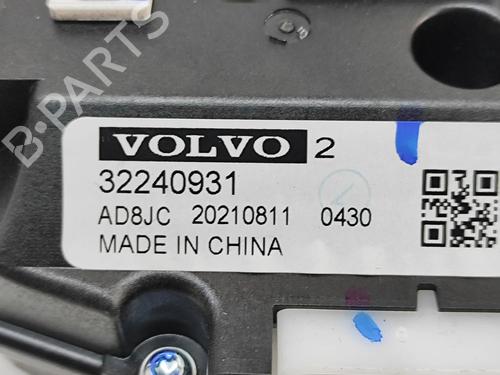 VOLVO 2
32240931
AD8JC 20210811 0430
MADE IN CHINA
B-PARTS